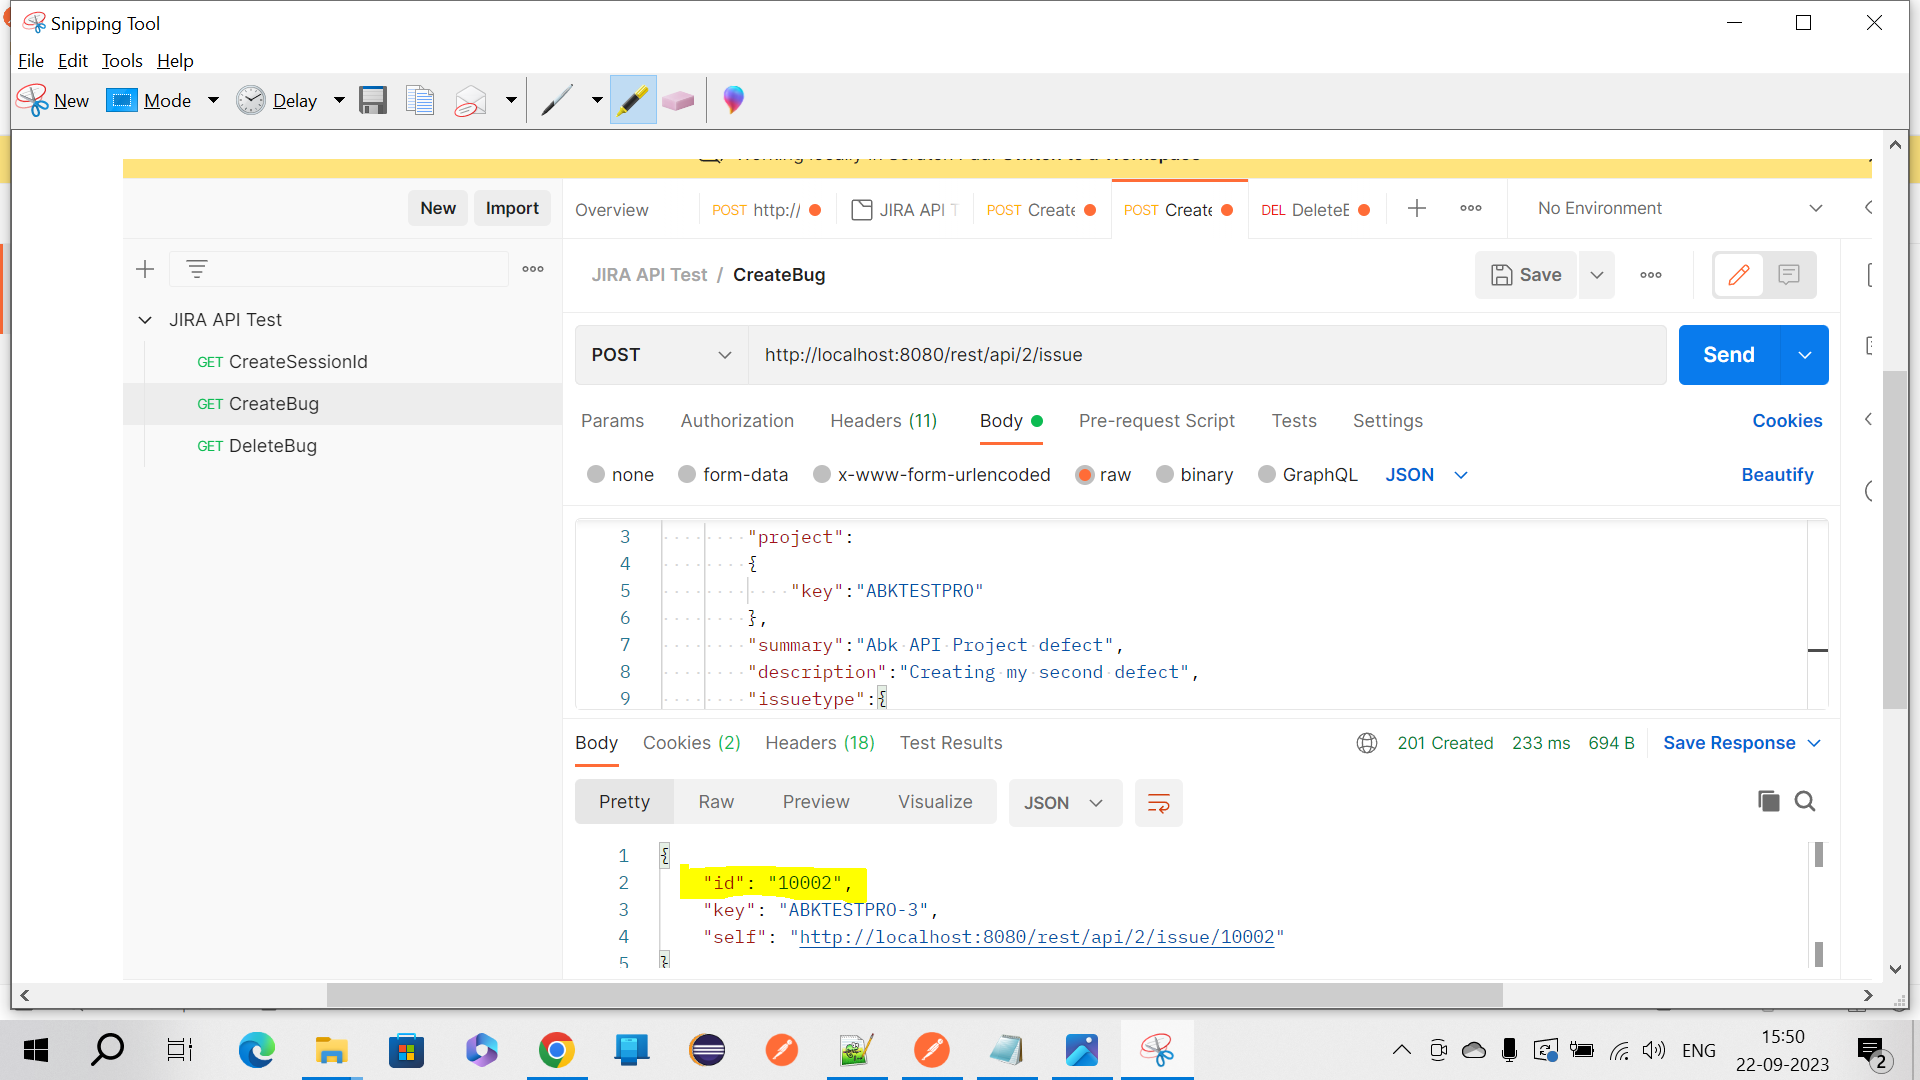 Snipping Tool
File Edit Tools Help
New Mode Delay
New Import Overview POST http:// JIRA API T POST Create POST Create DEL DeleteB No Environment
JIRA API Test / CreateBug Save
JIRA API Test
GET CreateSessionId
GET CreateBug
GET DeleteBug
POST http://localhost:8080/rest/api/2/issue Send
Params Authorization Headers (11) Body Pre-request Script Tests Settings Cookies
none form-data x-www-form-urlencoded raw binary GraphQL JSON Beautify
3 "project":
4 {
5 "key":"ABKTESTPRO"
6 },
7 "summary":"Abk API Project defect",
8 "description":"Creating my second defect",
9 "issuetype":{
Body Cookies (2) Headers (18) Test Results 201 Created 233 ms 694 B Save Response
Pretty Raw Preview Visualize JSON
1 {
2 "id": "10002",
3 "key": "ABKTESTPRO-3",
4 "self": "http://localhost:8080/rest/api/2/issue/10002"
5 }
ENG 15:50
22-09-2023 2